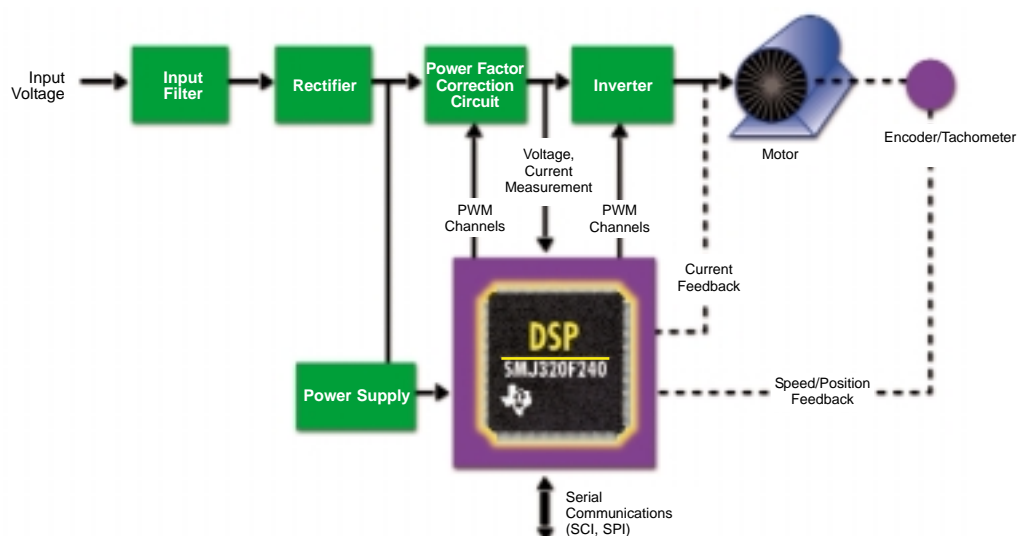 Input
Voltage
Input
Filter
Rectifier
Power Factor
Correction
Circuit
Inverter
Motor
Encoder/Tachometer
Voltage,
Current
Measurement
PWM
Channels
PWM
Channels
Current
Feedback
DSP
SMJ320F240
Power Supply
Speed/Position
Feedback
Serial
Communications
(SCI, SPI)